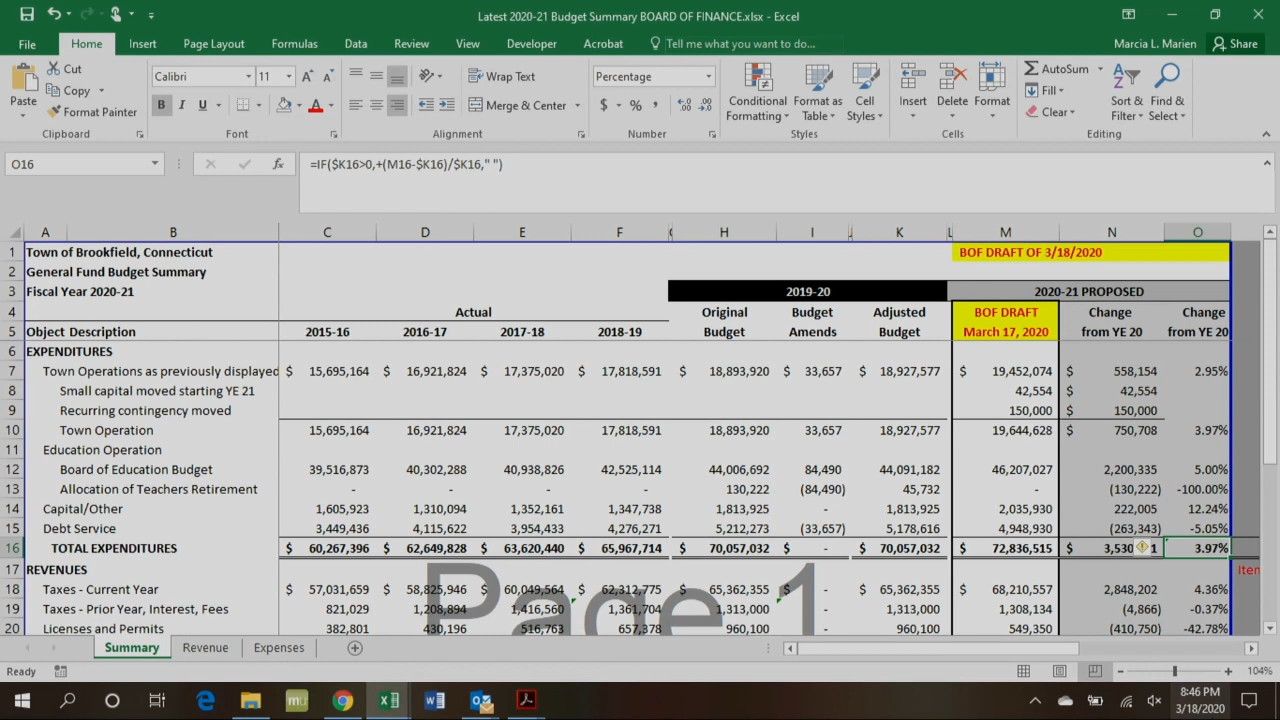 Latest 2020-21 Budget Summary BOARD OF FINANCE.xlsx - Excel
File Home Insert Page Layout Formulas Data Review View Developer Acrobat Tell me what you want to do... Marcia L. Marien Share
Paste Cut Copy Format Painter Clipboard
Calibri 11 B I U A Font
Wrap Text Merge & Center Alignment
Percentage $ % , Number
Conditional Formatting Format as Table Cell Styles Styles
Insert Delete Format Cells
AutoSum Fill Clear Sort & Filter Find & Select Editing
O16 fx =IF($K16>0,+(M16-$K16)/$K16," ")
A B C D E F H I K L M N O
1 Town of Brookfield, Connecticut BOF DRAFT OF 3/18/2020
2 General Fund Budget Summary
3 Fiscal Year 2020-21 2019-20 2020-21 PROPOSED
4 Actual Original Budget Adjusted BOF DRAFT Change Change
5 Object Description 2015-16 2016-17 2017-18 2018-19 Budget Amends Budget March 17, 2020 from YE 20 from YE 20
6 EXPENDITURES
7 Town Operations as previously displayed $ 15,695,164 $ 16,921,824 $ 17,375,020 $ 17,818,591 $ 18,893,920 $ 33,657 $ 18,927,577 $ 19,452,074 $ 558,154 2.95%
8 Small capital moved starting YE 21 42,554 $ 42,554
9 Recurring contingency moved 150,000 $ 150,000
10 Town Operation 15,695,164 16,921,824 17,375,020 17,818,591 18,893,920 33,657 18,927,577 19,644,628 $ 750,708 3.97%
11 Education Operation
12 Board of Education Budget 39,516,873 40,302,288 40,938,826 42,525,114 44,006,692 84,490 44,091,182 46,207,027 2,200,335 5.00%
13 Allocation of Teachers Retirement - - - - 130,222 (84,490) 45,732 - (130,222) -100.00%
14 Capital/Other 1,605,923 1,310,094 1,352,161 1,347,738 1,813,925 - 1,813,925 2,035,930 222,005 12.24%
15 Debt Service 3,449,436 4,115,622 3,954,433 4,276,271 5,212,273 (33,657) 5,178,616 4,948,930 (263,343) -5.05%
16 TOTAL EXPENDITURES $ 60,267,396 $ 62,649,828 $ 63,620,440 $ 65,967,714 $ 70,057,032 $ - $ 70,057,032 $ 72,836,515 $ 3,530 1 3.97%
17 REVENUES Iten
18 Taxes - Current Year $ 57,031,659 $ 58,825,946 $ 60,049,564 $ 62,312,775 $ 65,362,355 $ - $ 65,362,355 $ 68,210,557 2,848,202 4.36%
19 Taxes - Prior Year, Interest, Fees 821,029 1,208,894 1,416,560 1,361,704 1,313,000 - 1,313,000 1,308,134 (4,866) -0.37%
20 Licenses and Permits 382,801 430,196 516,763 657,378 960,100 - 960,100 549,350 (410,750) -42.78%
Page 1
Summary Revenue Expenses
Ready 104%
8:46 PM
3/18/2020